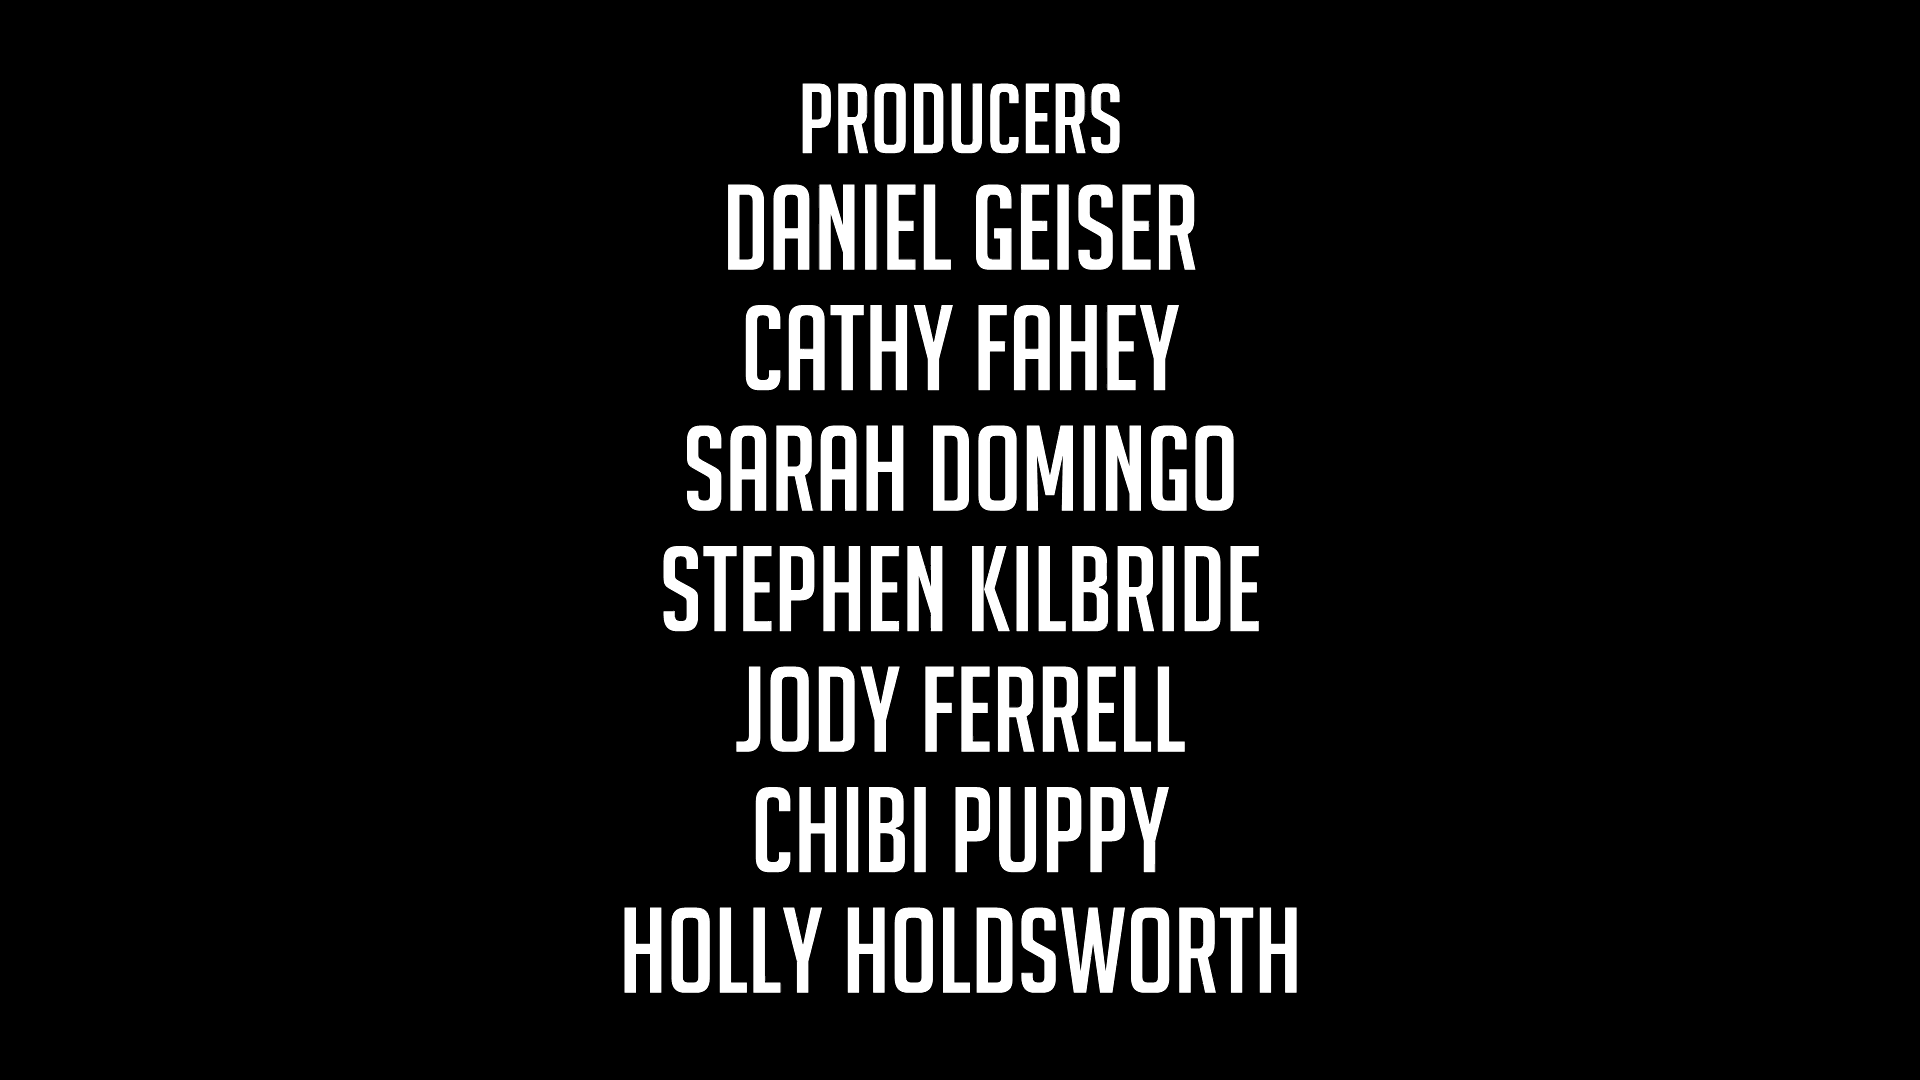 PRODUCERS
DANIEL GEISER
CATHY FAHEY
SARAH DOMINGO
STEPHEN KILBRIDE
JODY FERRELL
CHIBI PUPPY
HOLLY HOLDSWORTH